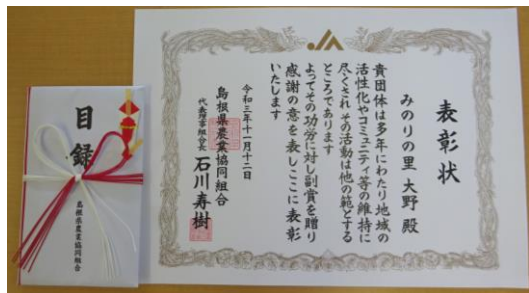 表彰状
みのりの里 大野 殿
貴団体は多年にわたり地域の
活性化やコミュニティ等の維持に
尽くされ その活動は他の範とする
ところであります
よってその功労に対し副賞を贈り
感謝の意を表しここに表彰
いたします
令和三年十一月十二日
島根県農業協同組合
代表理事組合長 石川寿樹
目録
島根県農業協同組合